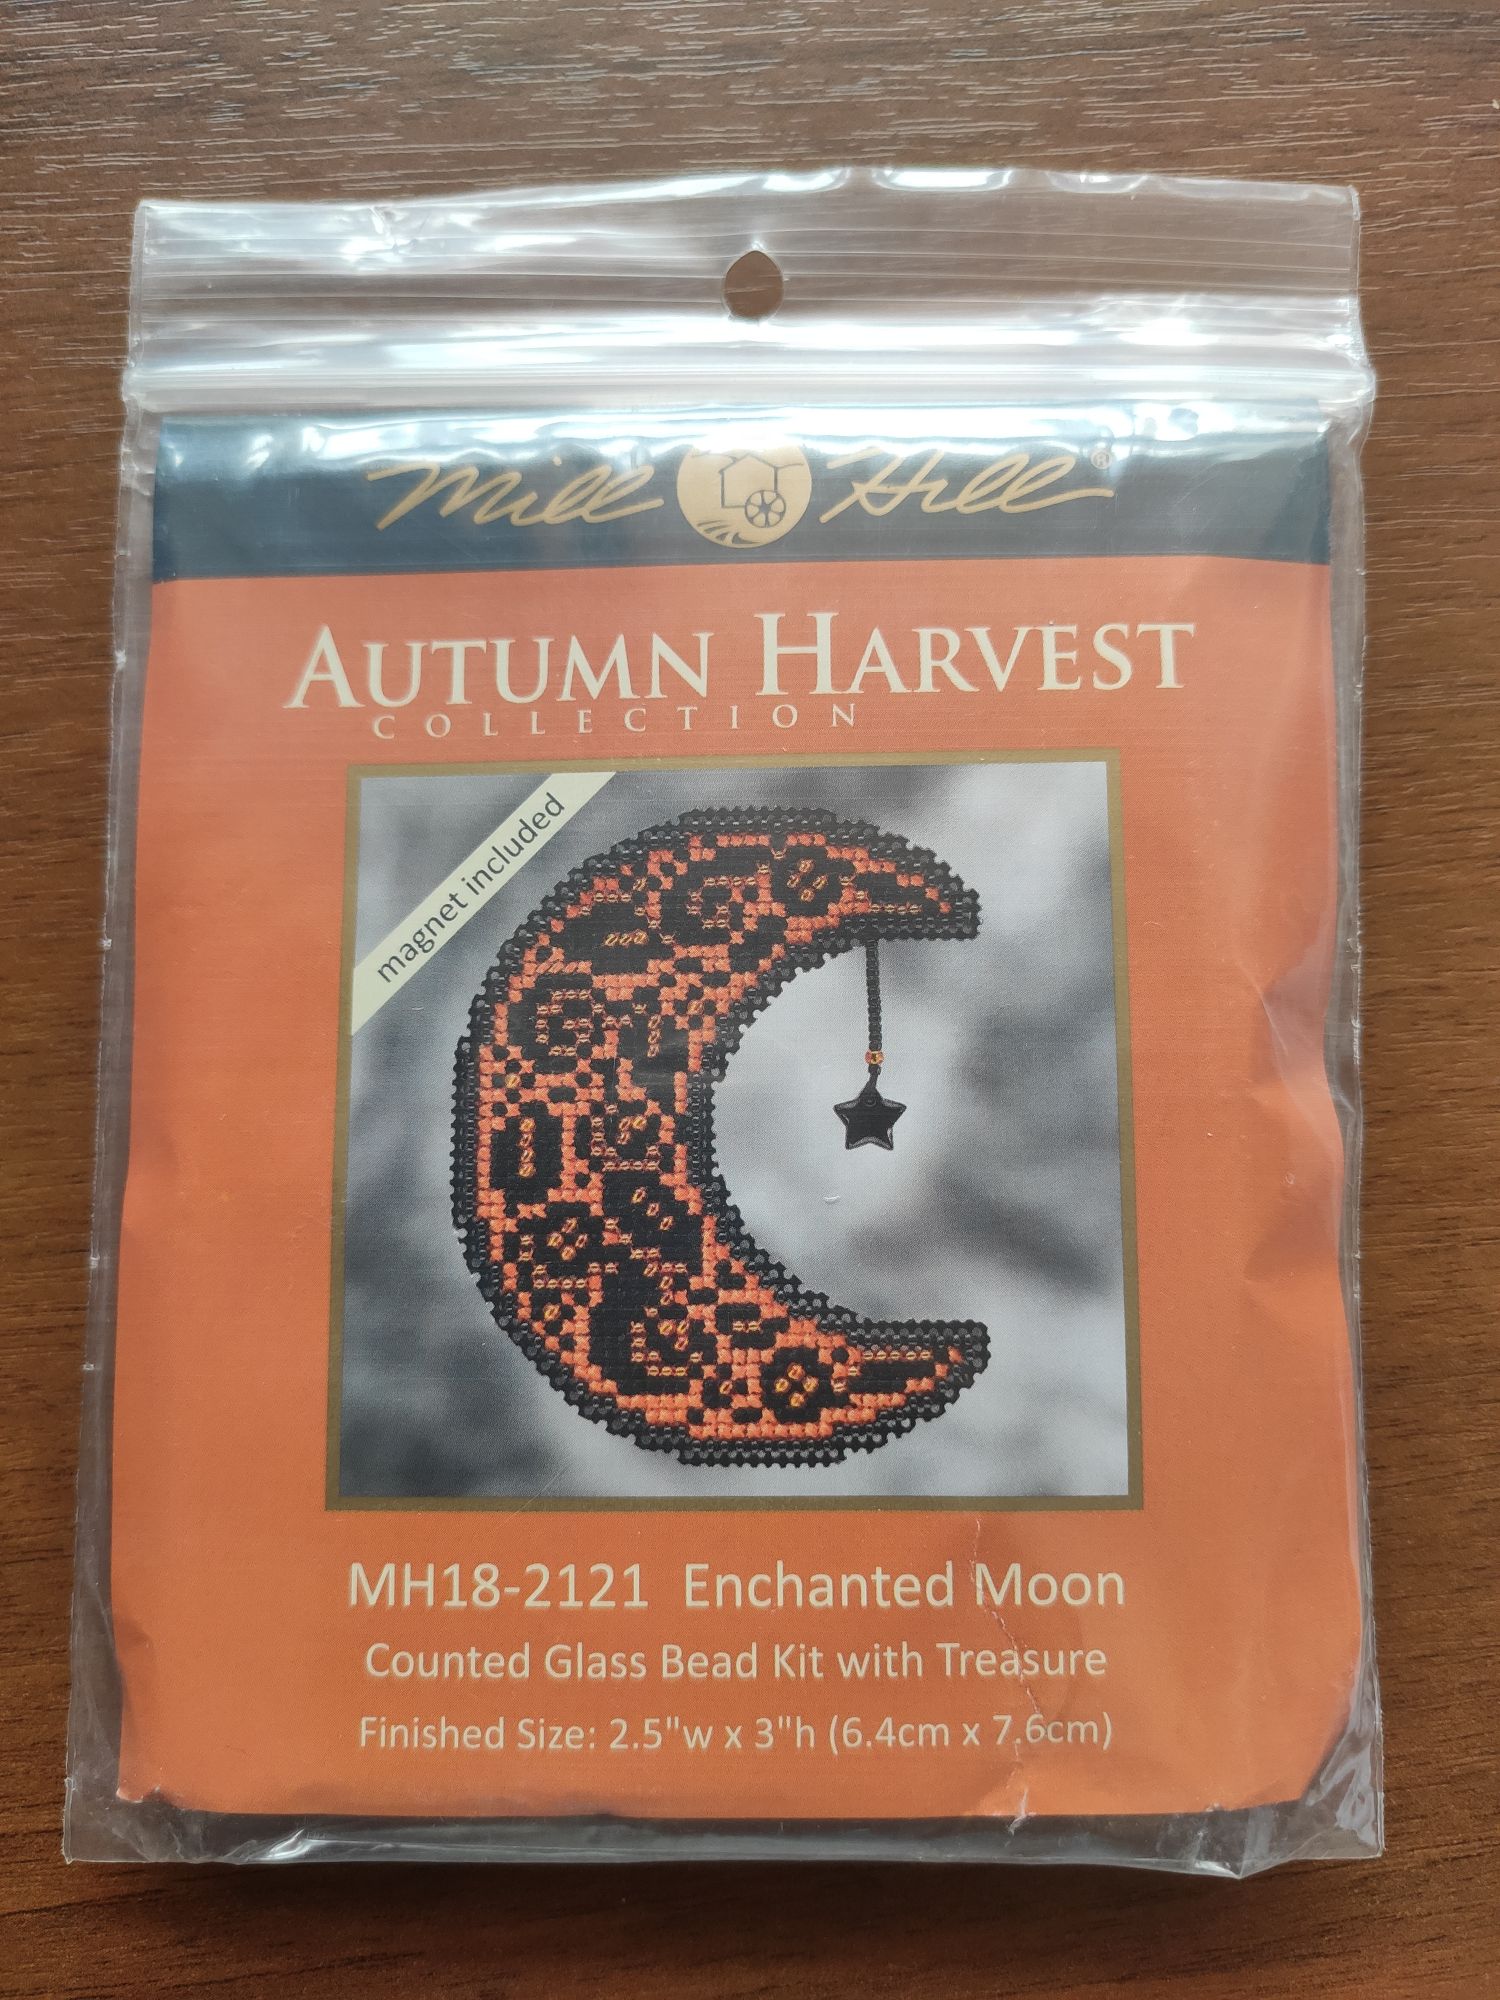 Mill Hill®
AUTUMN HARVEST
COLLECTION
magnet included
MH18-2121 Enchanted Moon
Counted Glass Bead Kit with Treasure
Finished Size: 2.5"w x 3"h (6.4cm x 7.6cm)